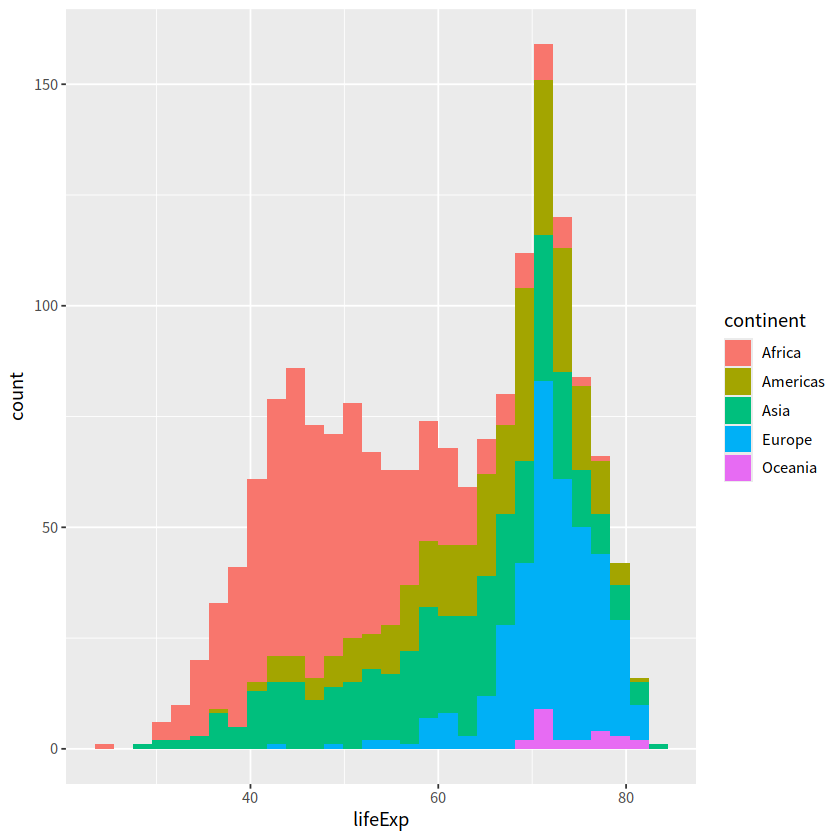 150
100
50
0
count
40 60 80
lifeExp
continent
Africa
Americas
Asia
Europe
Oceania